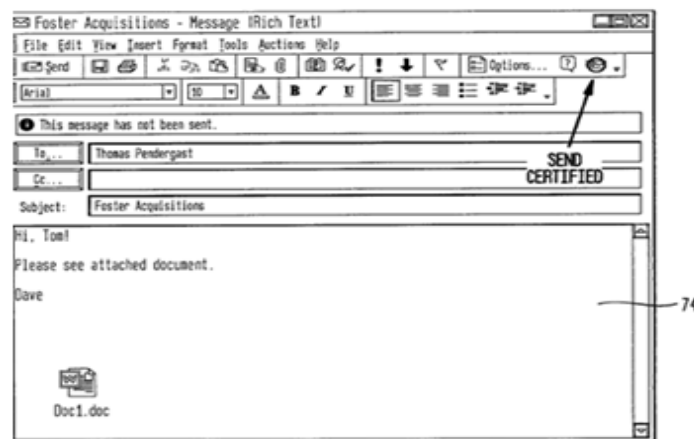 Foster Acquisitions - Message (Rich Text)
File Edit View Insert Format Tools Auctions Help
Send Options...
Arial 10 A B I U
This message has not been sent.
To... Thomas Pendergast
SEND CERTIFIED
Cc...
Subject: Foster Acquisitions
Hi, Tom!
Please see attached document.
Dave
74
Doc1.doc